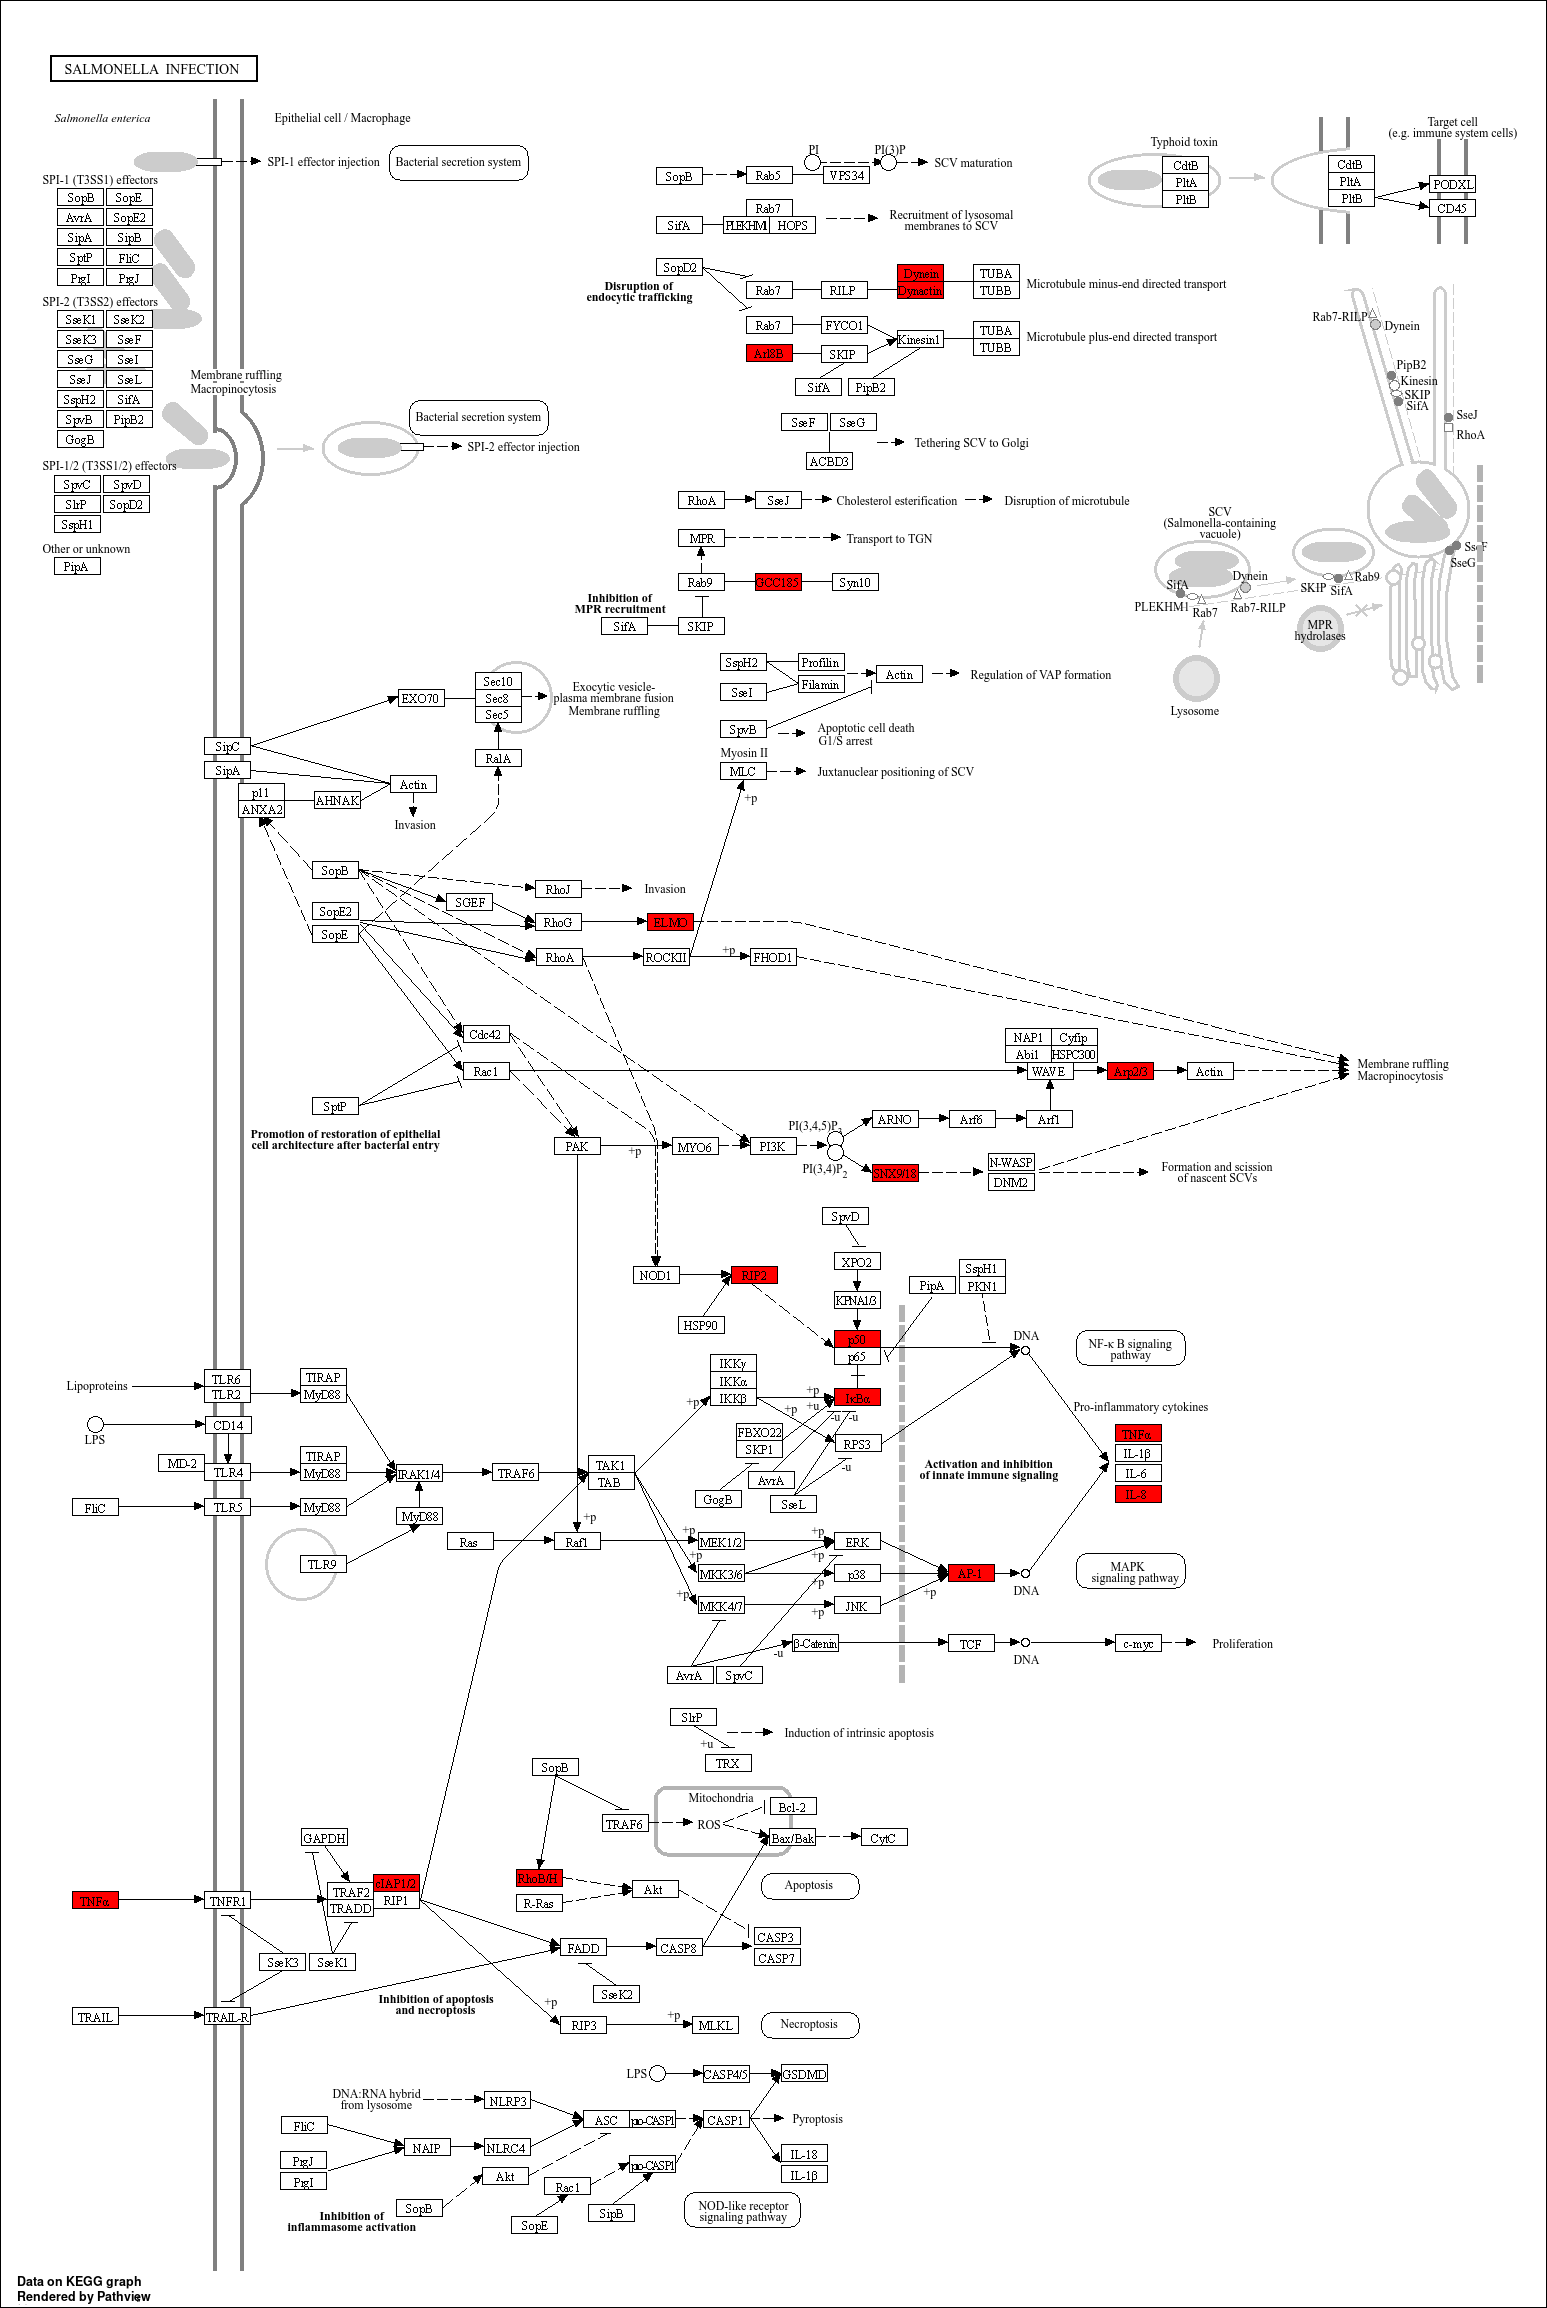 SALMONELLA INFECTION
Salmonella enterica
Epithelial cell / Macrophage
SPI-1 effector injection
Bacterial secretion system
SPI-1 (T3SS1) effectors
SopB
SopE
AvrA
SopE2
SipA
SipB
SptP
FliC
PrgI
PrgJ
SPI-2 (T3SS2) effectors
SseK1
SseK2
SseK3
SseF
SseG
SseI
SseJ
SseL
SspH2
SifA
SpvB
PipB2
GogB
SPI-1/2 (T3SS1/2) effectors
SpvC
SpvD
SlrP
SopD2
SspH1
Other or unknown
PipA
Membrane ruffling
Macropinocytosis
Bacterial secretion system
SPI-2 effector injection
SopB
Rab5
VPS34
PI
PI(3)P
SCV maturation
SifA
Rab7
PLEKHM1
HOPS
Recruitment of lysosomal
membranes to SCV
SopD2
Disruption of
endocytic trafficking
Rab7
RILP
Dynein
Dynactin
TUBA
TUBB
Microtubule minus-end directed transport
Rab7
FYCO1
Kinesin1
TUBA
TUBB
Microtubule plus-end directed transport
Arl8B
SKIP
SifA
PipB2
SseF
SseG
ACBD3
Tethering SCV to Golgi
RhoA
SseJ
Cholesterol esterification
Disruption of microtubule
MPR
Transport to TGN
Rab9
GCC185
Syn10
Inhibition of
MPR recruitment
SifA
SKIP
Typhoid toxin
CdtB
PltA
PltB
CdtB
PltA
PltB
Target cell
(e.g. immune system cells)
PODXL
CD45
Rab7-RILP
Dynein
PipB2
Kinesin
SKIP
SifA
SseJ
RhoA
SCV
(Salmonella-containing
vacuole)
SseF
SseG
SifA
Dynein
PLEKHM1
Rab7
Rab7-RILP
SKIP
SifA
Rab9
MPR
hydrolases
Lysosome
SspH2
Profilin
SseI
Filamin
Actin
Regulation of VAP formation
SpvB
Apoptotic cell death
G1/S arrest
Myosin II
MLC
Juxtanuclear positioning of SCV
+p
EXO70
Sec10
Sec8
Sec5
Exocytic vesicle-
plasma membrane fusion
Membrane ruffling
RalA
SipC
SipA
p11
ANXA2
AHNAK
Actin
Invasion
SopB
SopE2
SopE
RhoJ
Invasion
SGEF
RhoG
ELMO
RhoA
ROCKII
+p
FHOD1
Cdc42
Rac1
SptP
Promotion of restoration of epithelial
cell architecture after bacterial entry
NAP1
Cyfip
Abi1
HSPC300
WAVE
Arp2/3
Actin
Membrane ruffling
Macropinocytosis
PAK
+p
MYO6
PI3K
PI(3,4,5)P3
PI(3,4)P2
ARNO
Arf6
Arf1
SNX9/18
N-WASP
DNM2
Formation and scission
of nascent SCVs
NOD1
RIP2
HSP90
SpvD
XPO2
KPNA1/3
p50
p65
PipA
SspH1
PKN1
DNA
NF-κ B signaling
pathway
Lipoproteins
TLR6
TLR2
TIRAP
MyD88
LPS
CD14
MD-2
TLR4
TIRAP
MyD88
FliC
TLR5
MyD88
TLR9
MyD88
IRAK1/4
TRAF6
TAK1
TAB
+p
IKKγ
IKKα
IKKβ
+p
+u
IκBα
-u
-u
+p
RPS3
-u
FBXO22
SKP1
AvrA
GogB
SseL
Activation and inhibition
of innate immune signaling
Pro-inflammatory cytokines
TNFα
IL-1β
IL-6
IL-8
Ras
+p
Raf1
+p
MEK1/2
+p
ERK
+p
MKK3/6
+p
p38
+p
+p
MKK4/7
+p
JNK
AP-1
+p
DNA
MAPK
signaling pathway
AvrA
SpvC
-u
β-Catenin
TCF
DNA
c-myc
Proliferation
SlrP
+u
TRX
Induction of intrinsic apoptosis
SopB
TRAF6
Mitochondria
ROS
Bcl-2
Bax/Bak
CytC
RhoB/H
R-Ras
Akt
Apoptosis
GAPDH
TNFα
TNFR1
TRAF2
TRADD
cIAP1/2
RIP1
SseK3
SseK1
FADD
CASP8
CASP3
CASP7
SseK2
TRAIL
TRAIL-R
Inhibition of apoptosis
and necroptosis
+p
RIP3
+p
MLKL
Necroptosis
LPS
CASP4/5
GSDMD
DNA:RNA hybrid
from lysosome
NLRP3
ASC
pro-CASP1
CASP1
Pyroptosis
FliC
NAIP
NLRC4
PrgJ
PrgI
Akt
SopB
Rac1
pro-CASP1
SopE
SipB
IL-18
IL-1β
Inhibition of
inflammasome activation
NOD-like receptor
signaling pathway
Data on KEGG graph
Rendered by Pathview